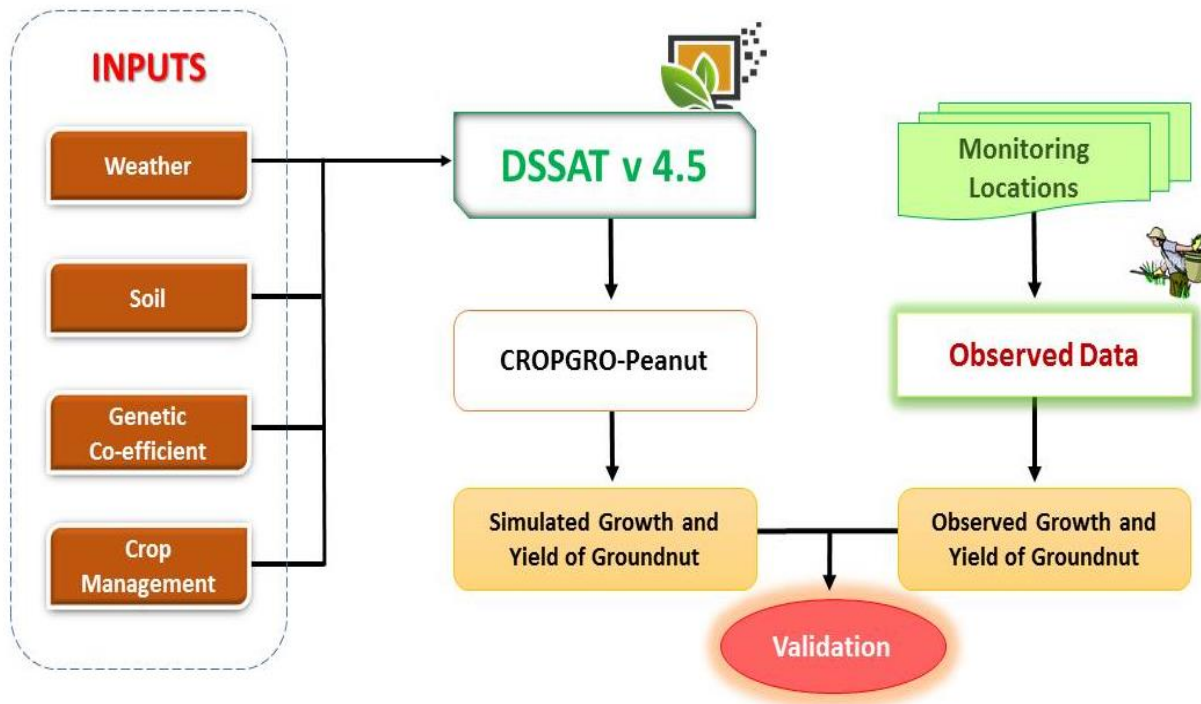 INPUTS
Weather
Soil
Genetic
Co-efficient
Crop
Management
DSSAT v 4.5
CROPGRO-Peanut
Simulated Growth and
Yield of Groundnut
Monitoring
Locations
Observed Data
Observed Growth and
Yield of Groundnut
Validation